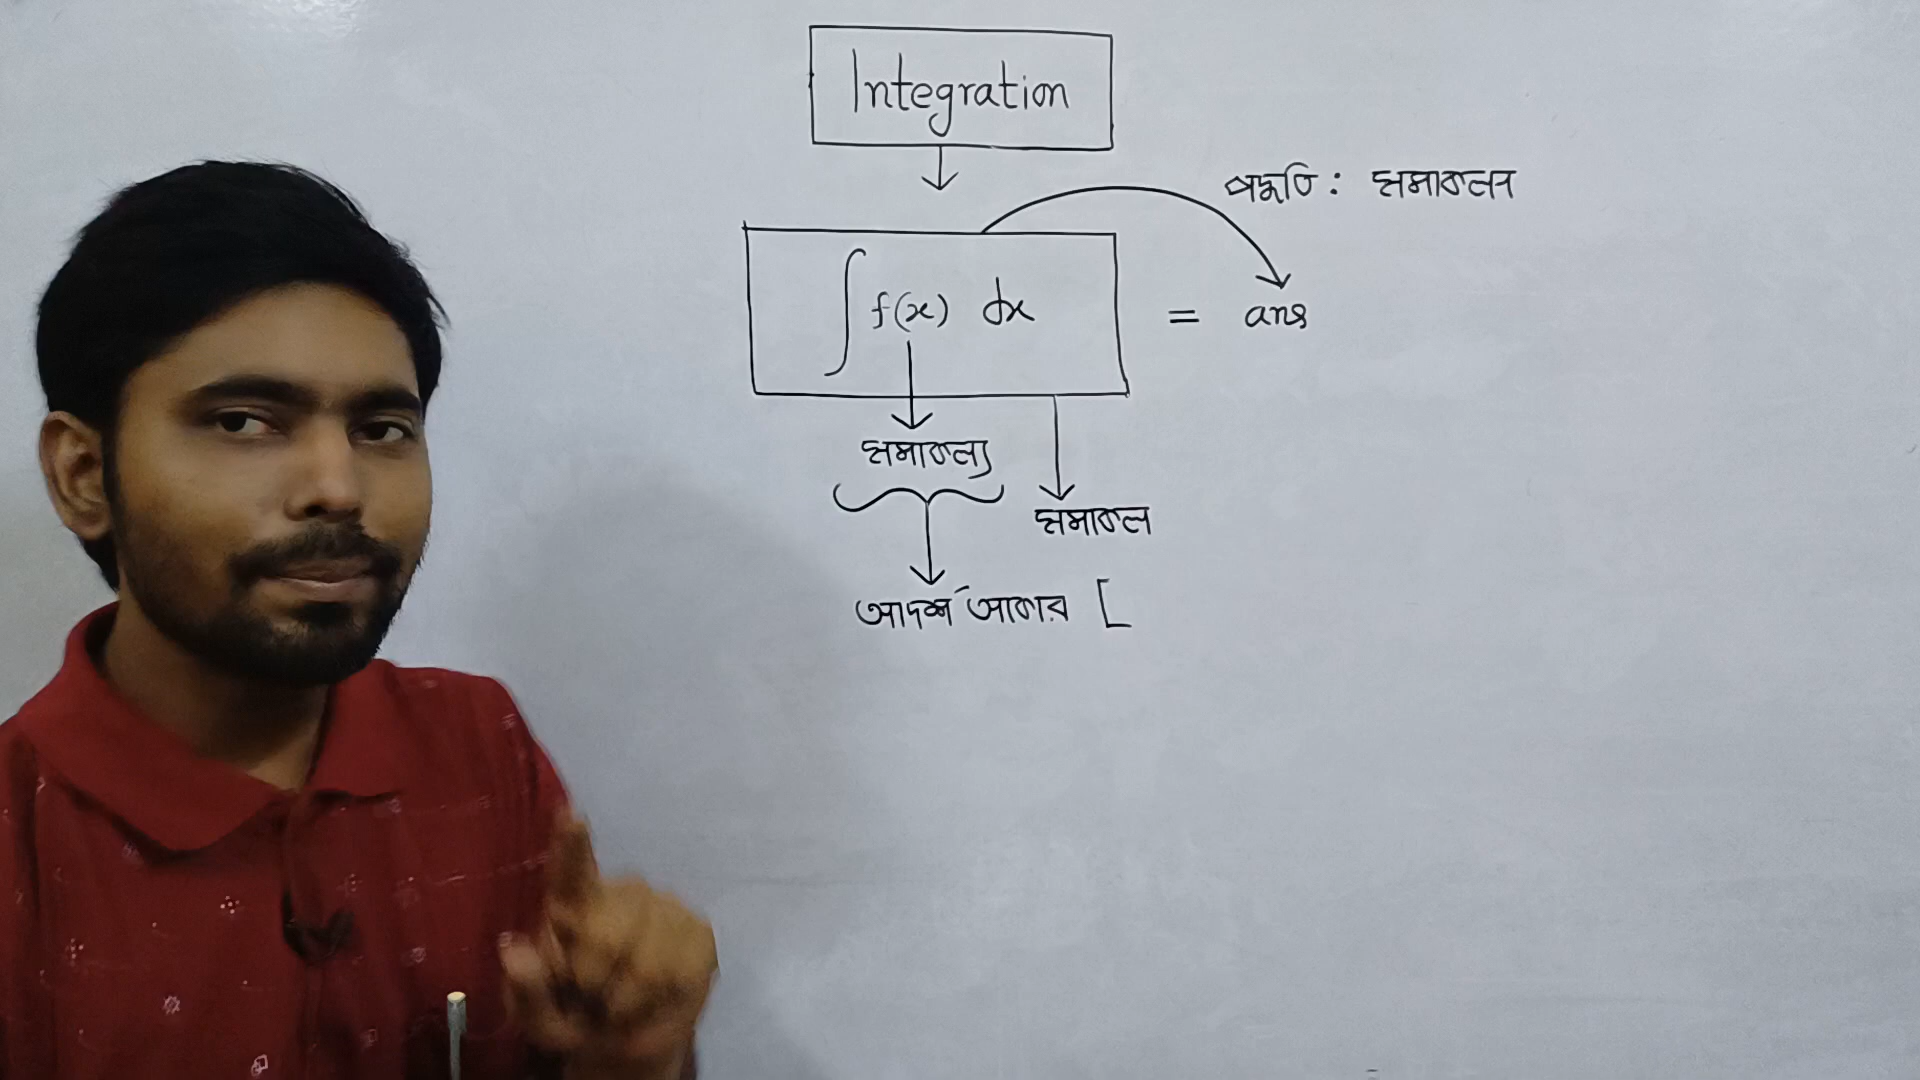 Integration
পদ্ধতি : সমাকলন
∫ f(x) dx = ans
সমাকল্য
সমাকল
আদর্শ আকার [